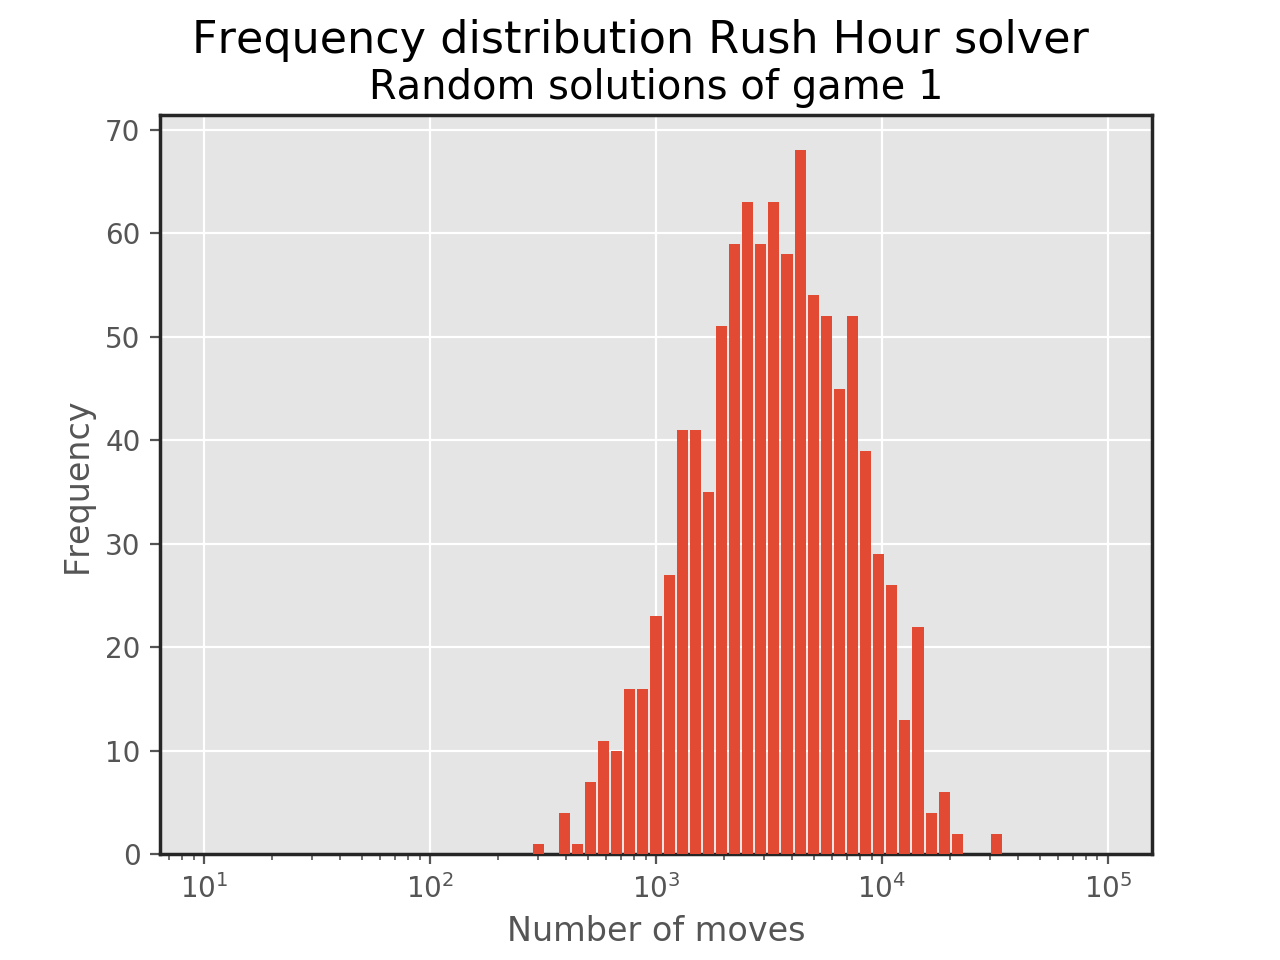 Frequency distribution Rush Hour solver
Random solutions of game 1
70
60
50
40
30
20
10
0
Frequency
10¹ 10² 10³ 10⁴ 10⁵
Number of moves